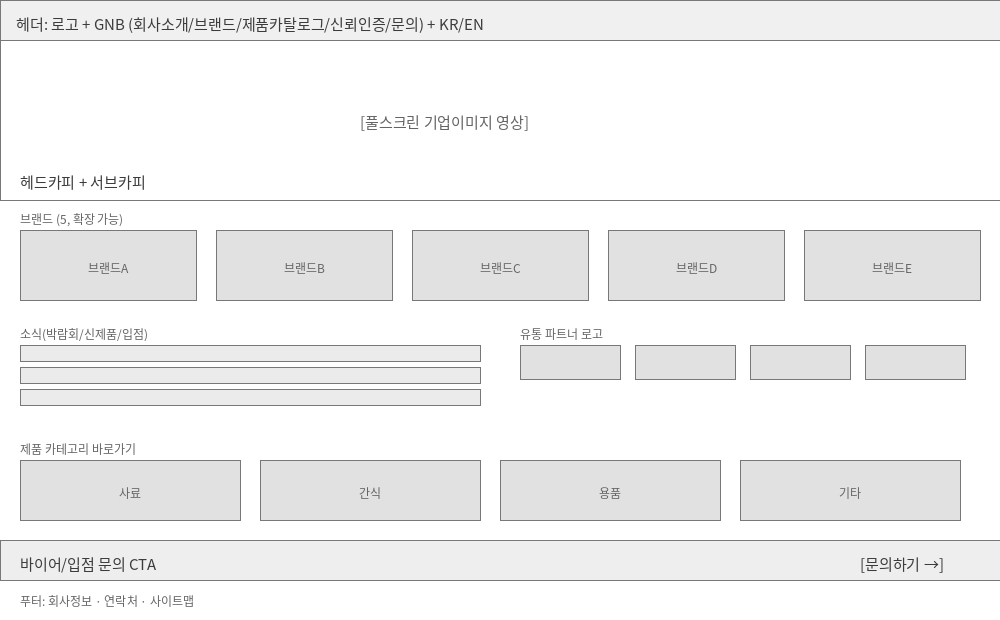 헤더: 로고 + GNB (회사소개/브랜드/제품카탈로그/신뢰인증/문의) + KR/EN
[풀스크린 기업이미지 영상]
헤드카피 + 서브카피
브랜드 (5, 확장 가능)
브랜드A
브랜드B
브랜드C
브랜드D
브랜드E
소식(박람회/신제품/입점)
유통 파트너 로고
제품 카테고리 바로가기
사료
간식
용품
기타
바이어/입점 문의 CTA
[문의하기 →]
푸터: 회사정보 · 연락처 · 사이트맵